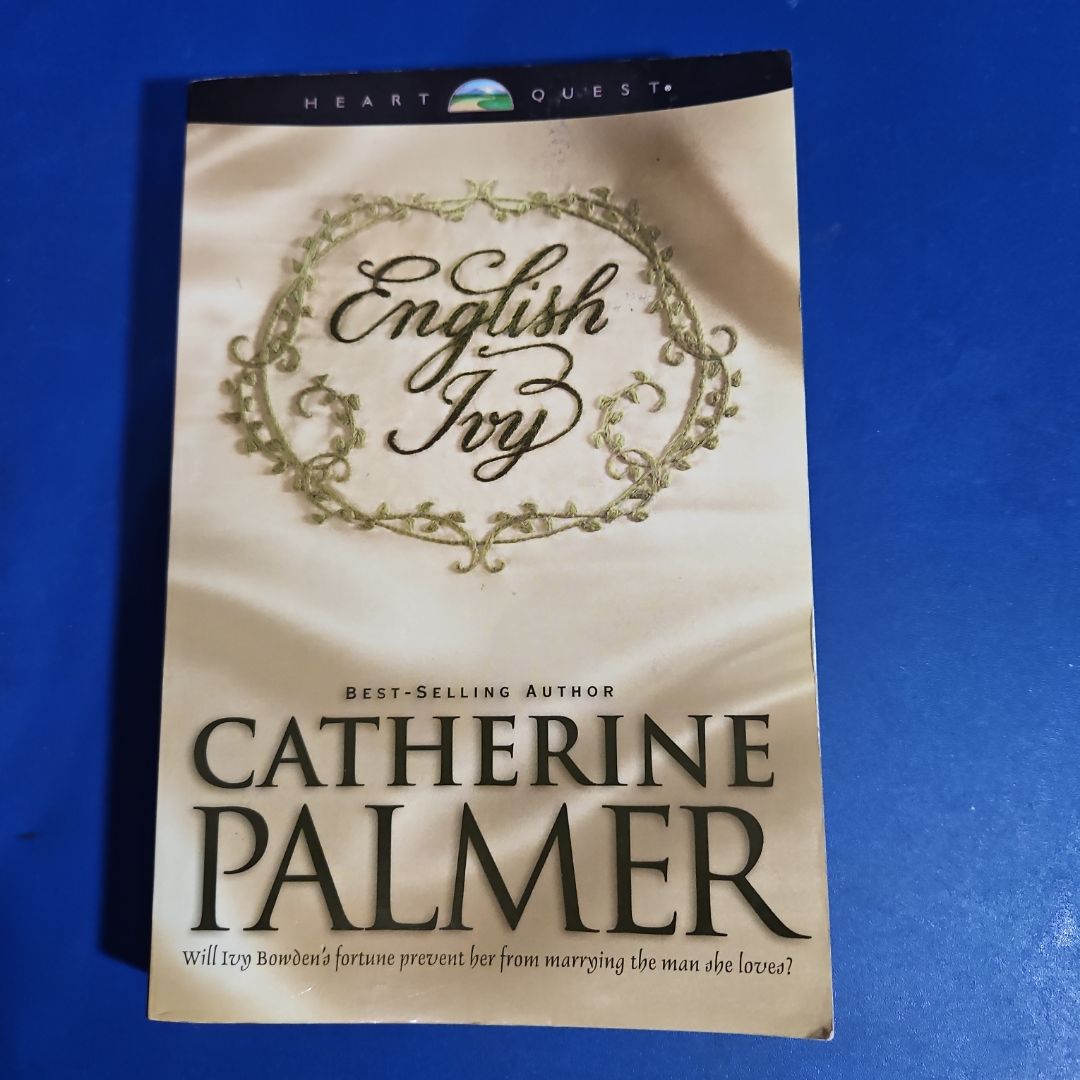 HEART QUEST®
English
Ivy
BEST-SELLING AUTHOR
CATHERINE
PALMER
Will Ivy Bowden's fortune prevent her from marrying the man she loves?